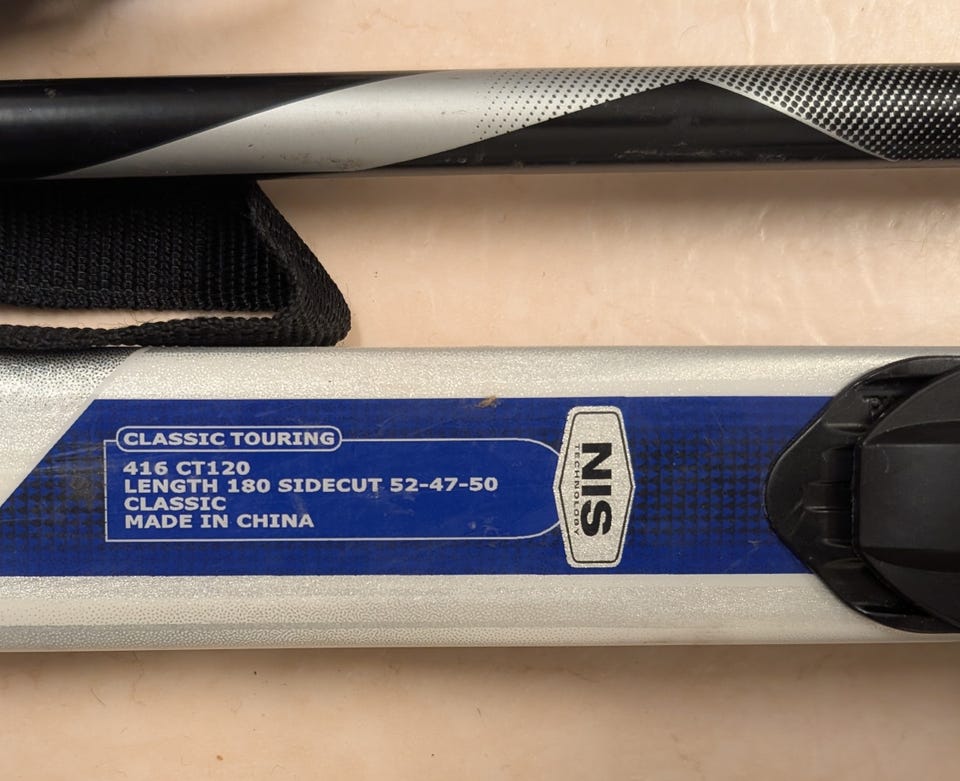 CLASSIC TOURING
416 CT120
LENGTH 180 SIDECUT 52-47-50
CLASSIC
MADE IN CHINA
NIS
TECHNOLOGY